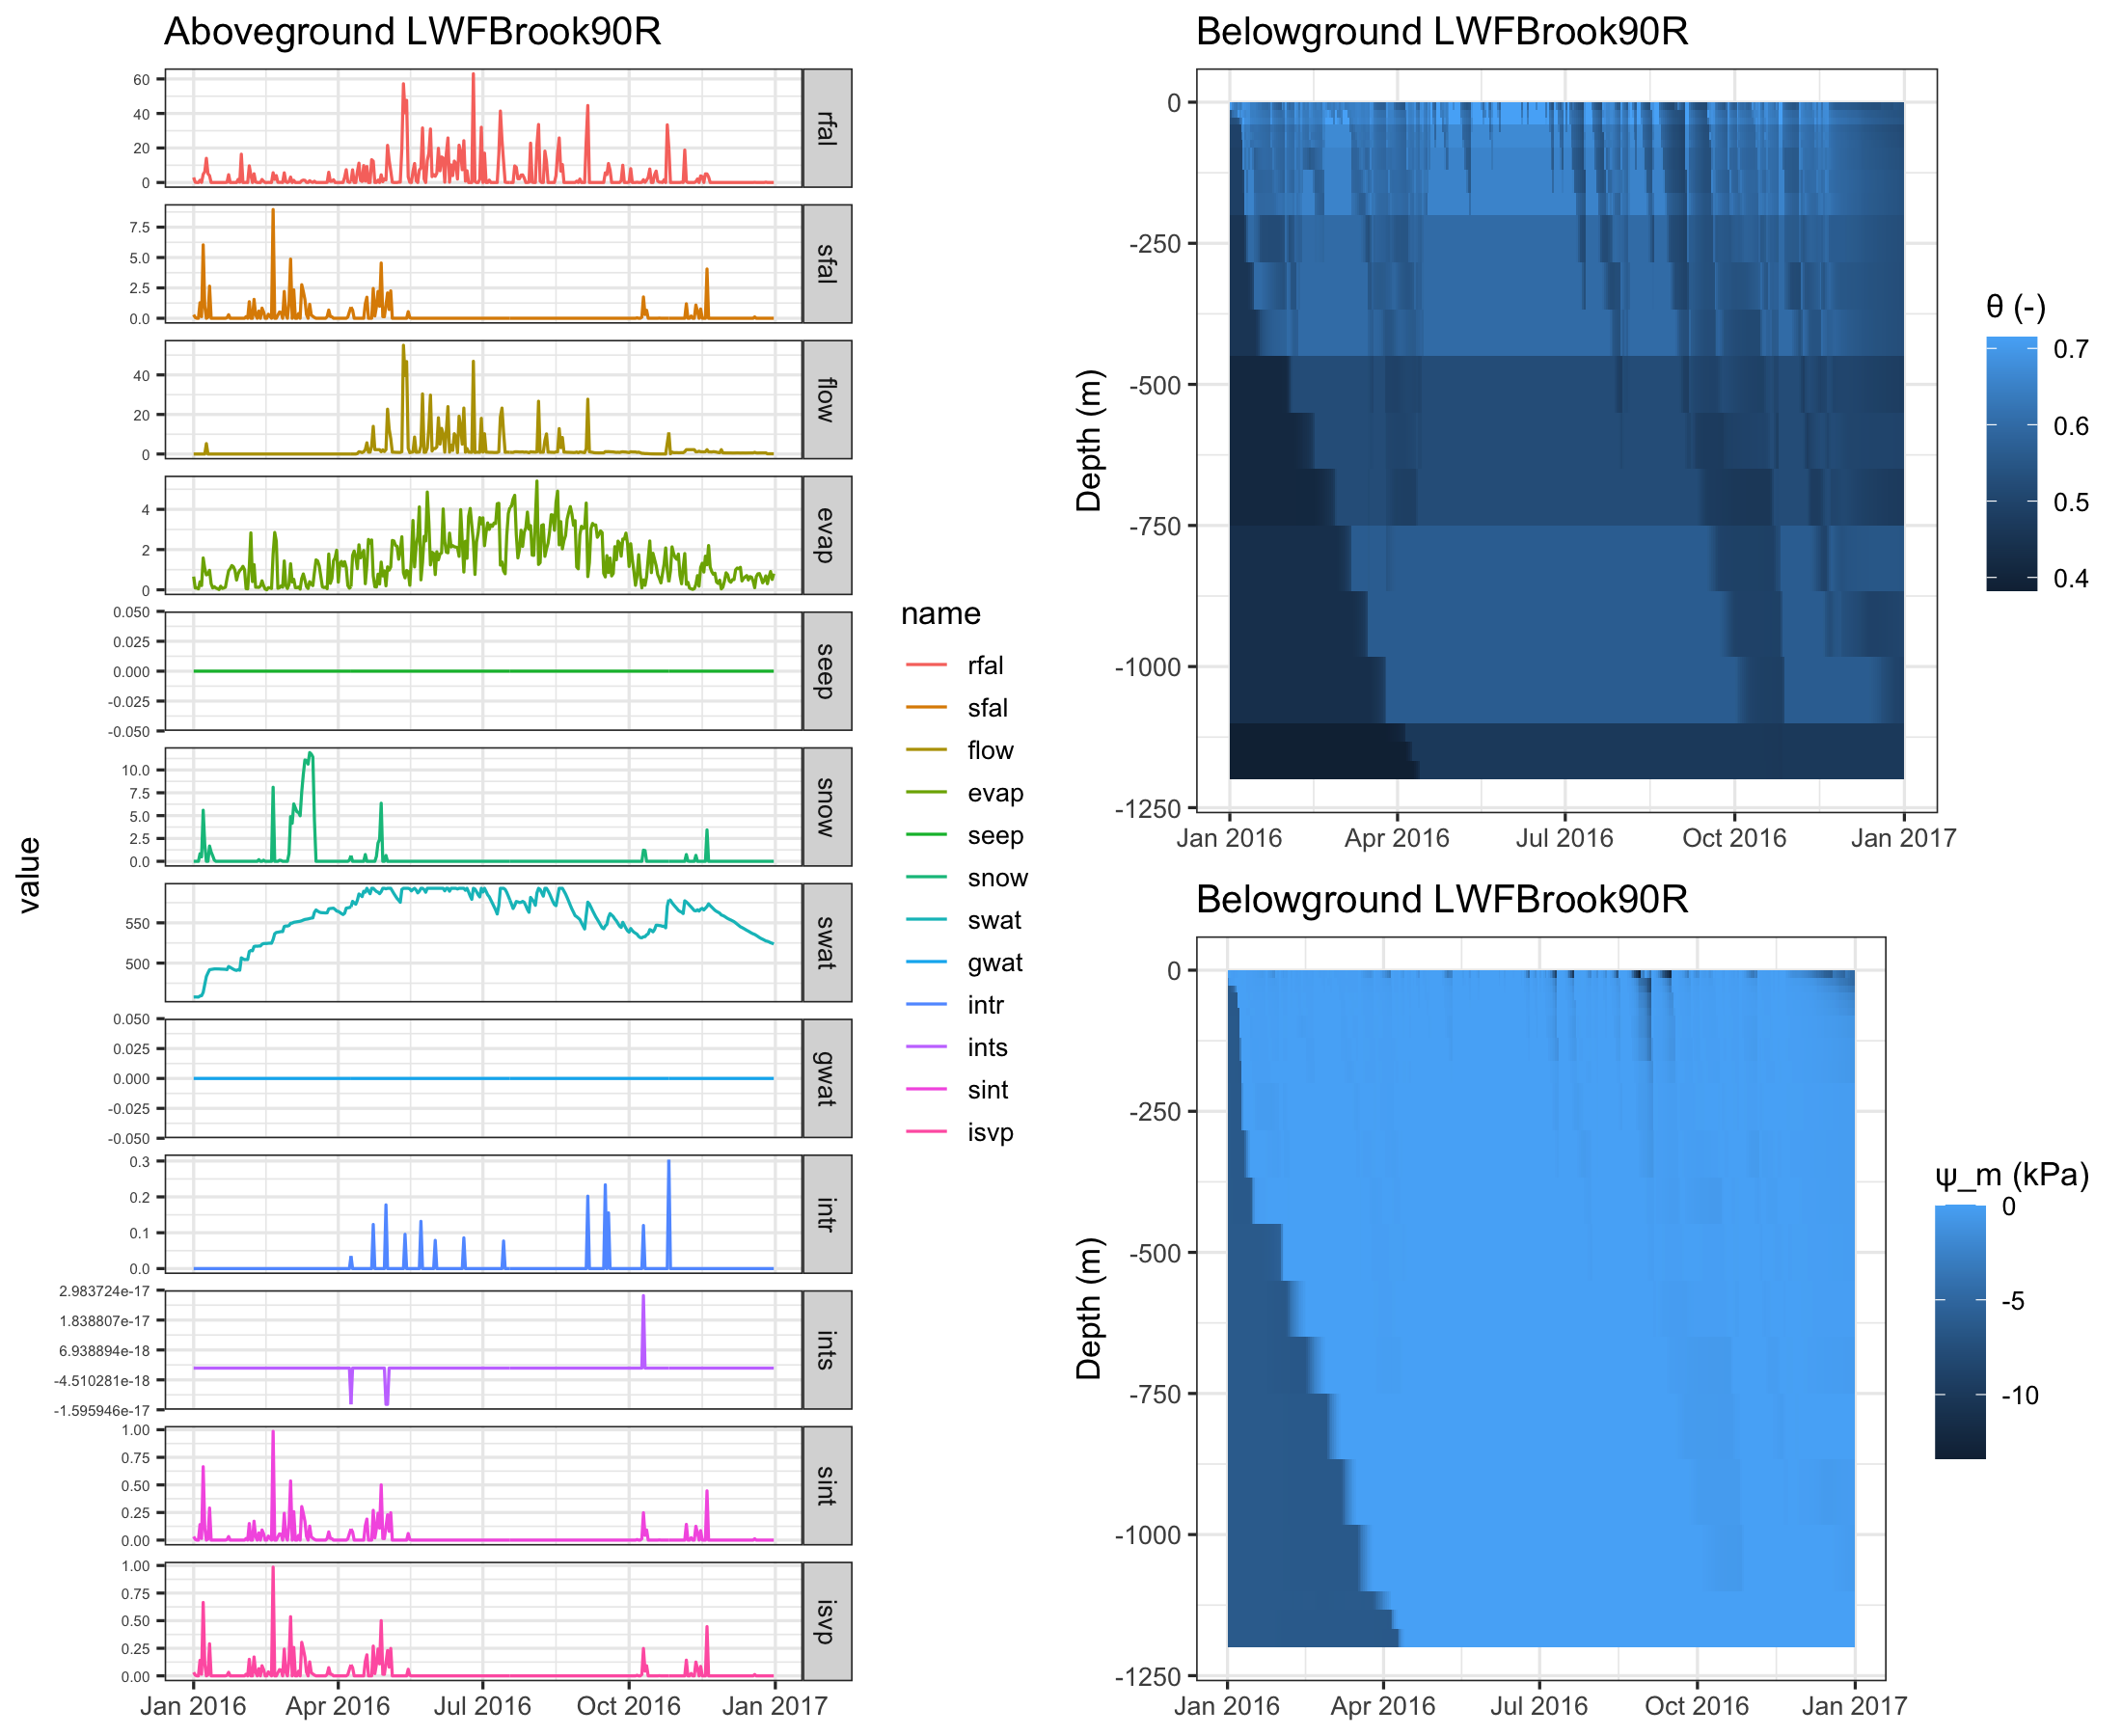 Aboveground LWFBrook90R
value
60
40
20
0
rfal
7.5
5.0
2.5
0.0
sfal
40
20
0
flow
4
2
0
evap
0.050
0.025
0.000
-0.025
-0.050
seep
10.0
7.5
5.0
2.5
0.0
snow
550
500
swat
0.050
0.025
0.000
-0.025
-0.050
gwat
0.3
0.2
0.1
0.0
intr
2.983724e-17
1.838807e-17
6.938894e-18
-4.510281e-18
-1.595946e-17
ints
1.00
0.75
0.50
0.25
0.00
sint
1.00
0.75
0.50
0.25
0.00
isvp
Jan 2016 Apr 2016 Jul 2016 Oct 2016 Jan 2017
name
rfal
sfal
flow
evap
seep
snow
swat
gwat
intr
ints
sint
isvp
Belowground LWFBrook90R
Depth (m)
0
-250
-500
-750
-1000
-1250
Jan 2016 Apr 2016 Jul 2016 Oct 2016 Jan 2017
θ (-)
0.7
0.6
0.5
0.4
Belowground LWFBrook90R
Depth (m)
0
-250
-500
-750
-1000
-1250
Jan 2016 Apr 2016 Jul 2016 Oct 2016 Jan 2017
ψ_m (kPa)
0
-5
-10